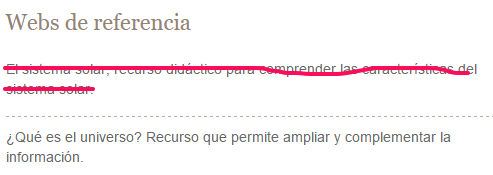 Webs de referencia
El sistema solar, recurso didáctico para comprender las características del
sistema solar.
¿Qué es el universo? Recurso que permite ampliar y complementar la
información.